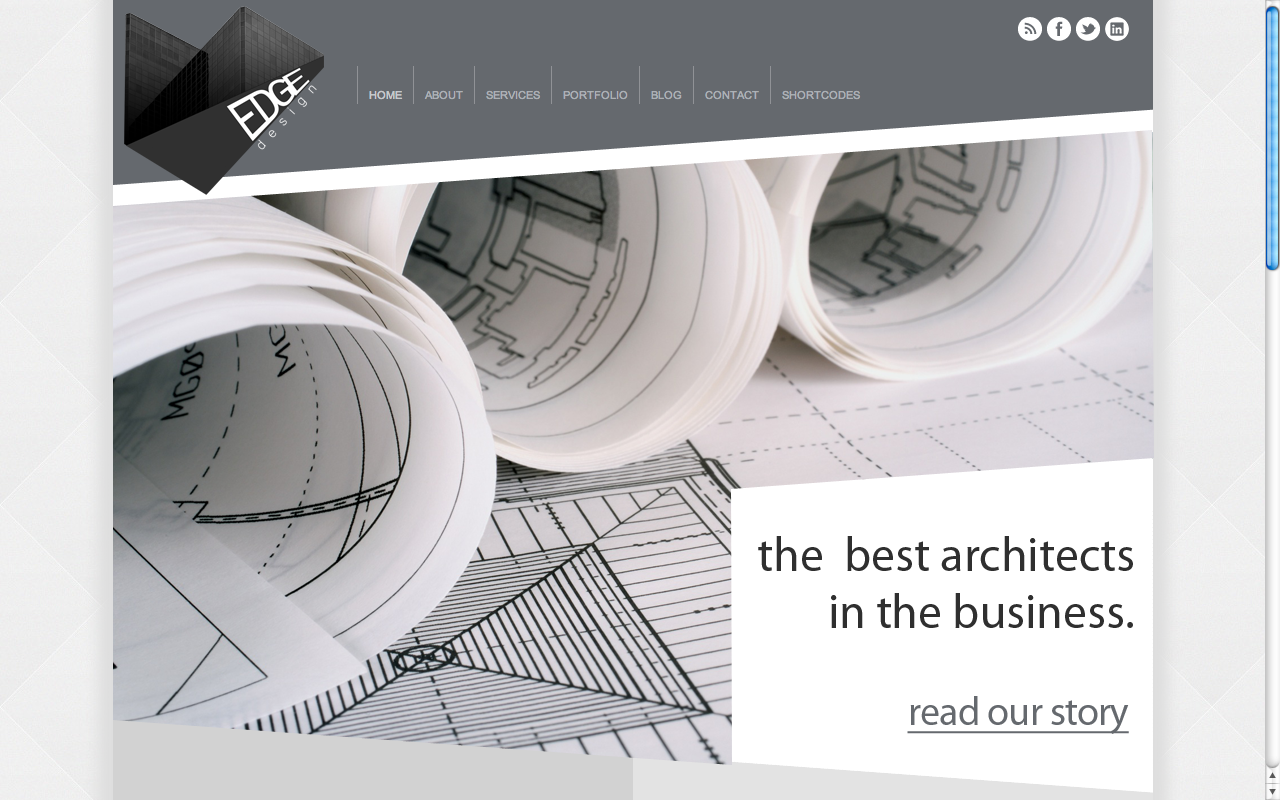 EDGE
design
HOME
ABOUT
SERVICES
PORTFOLIO
BLOG
CONTACT
SHORTCODES
the best architects
in the business.
read our story